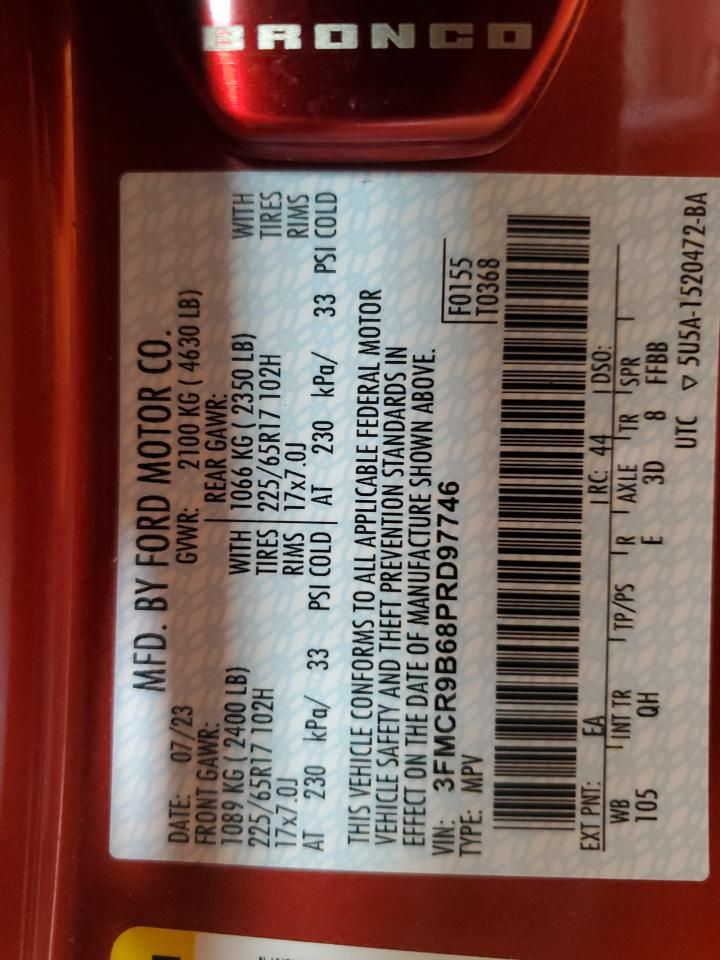 BRONCO
MFD. BY FORD MOTOR CO.
DATE: 07/23 GVWR: 2100 KG ( 4630 LB)
FRONT GAWR: REAR GAWR:
1089 KG ( 2400 LB) WITH 1066 KG ( 2350 LB) WITH
225/65R17 102H TIRES 225/65R17 102H TIRES
17x7.0J RIMS 17x7.0J RIMS
AT 230 kPa/ 33 PSI COLD AT 230 kPa/ 33 PSI COLD
THIS VEHICLE CONFORMS TO ALL APPLICABLE FEDERAL MOTOR
VEHICLE SAFETY AND THEFT PREVENTION STANDARDS IN
EFFECT ON THE DATE OF MANUFACTURE SHOWN ABOVE.
VIN: 3FMCR9B68PRD97746 F0155
TYPE: MPV T0368
EXT PNT: EA RC: 44 DSO:
WB INT TR TP/PS R AXLE TR SPR
105 QH E 3D 8 FFBB
UTC ▽ 5U5A-1520472-BA